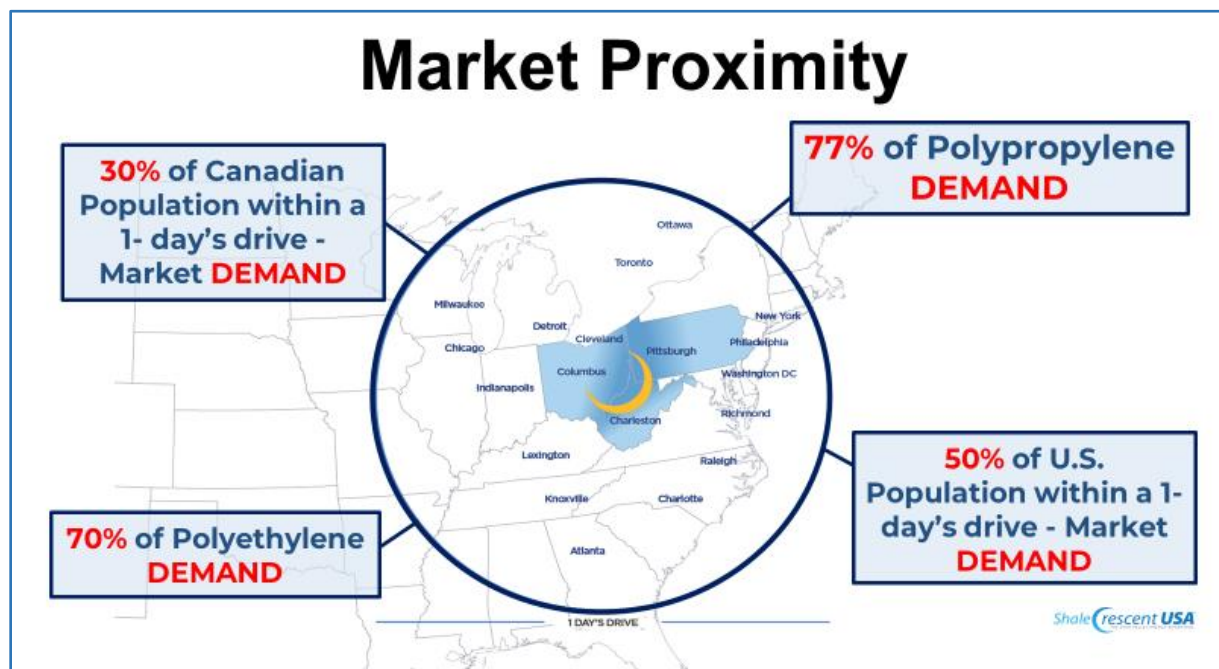 Market Proximity
30% of Canadian
Population within a
1- day’s drive -
Market DEMAND
77% of Polypropylene
DEMAND
Ottawa
Toronto
Milwaukee
Detroit
Cleveland
New York
Chicago
Pittsburgh
Philadelphia
Columbus
Washington DC
Indianapolis
Charleston
Richmond
Lexington
Raleigh
Knoxville
Charlotte
Atlanta
70% of Polyethylene
DEMAND
50% of U.S.
Population within a 1-
day’s drive - Market
DEMAND
1 DAY'S DRIVE
Shale Crescent USA